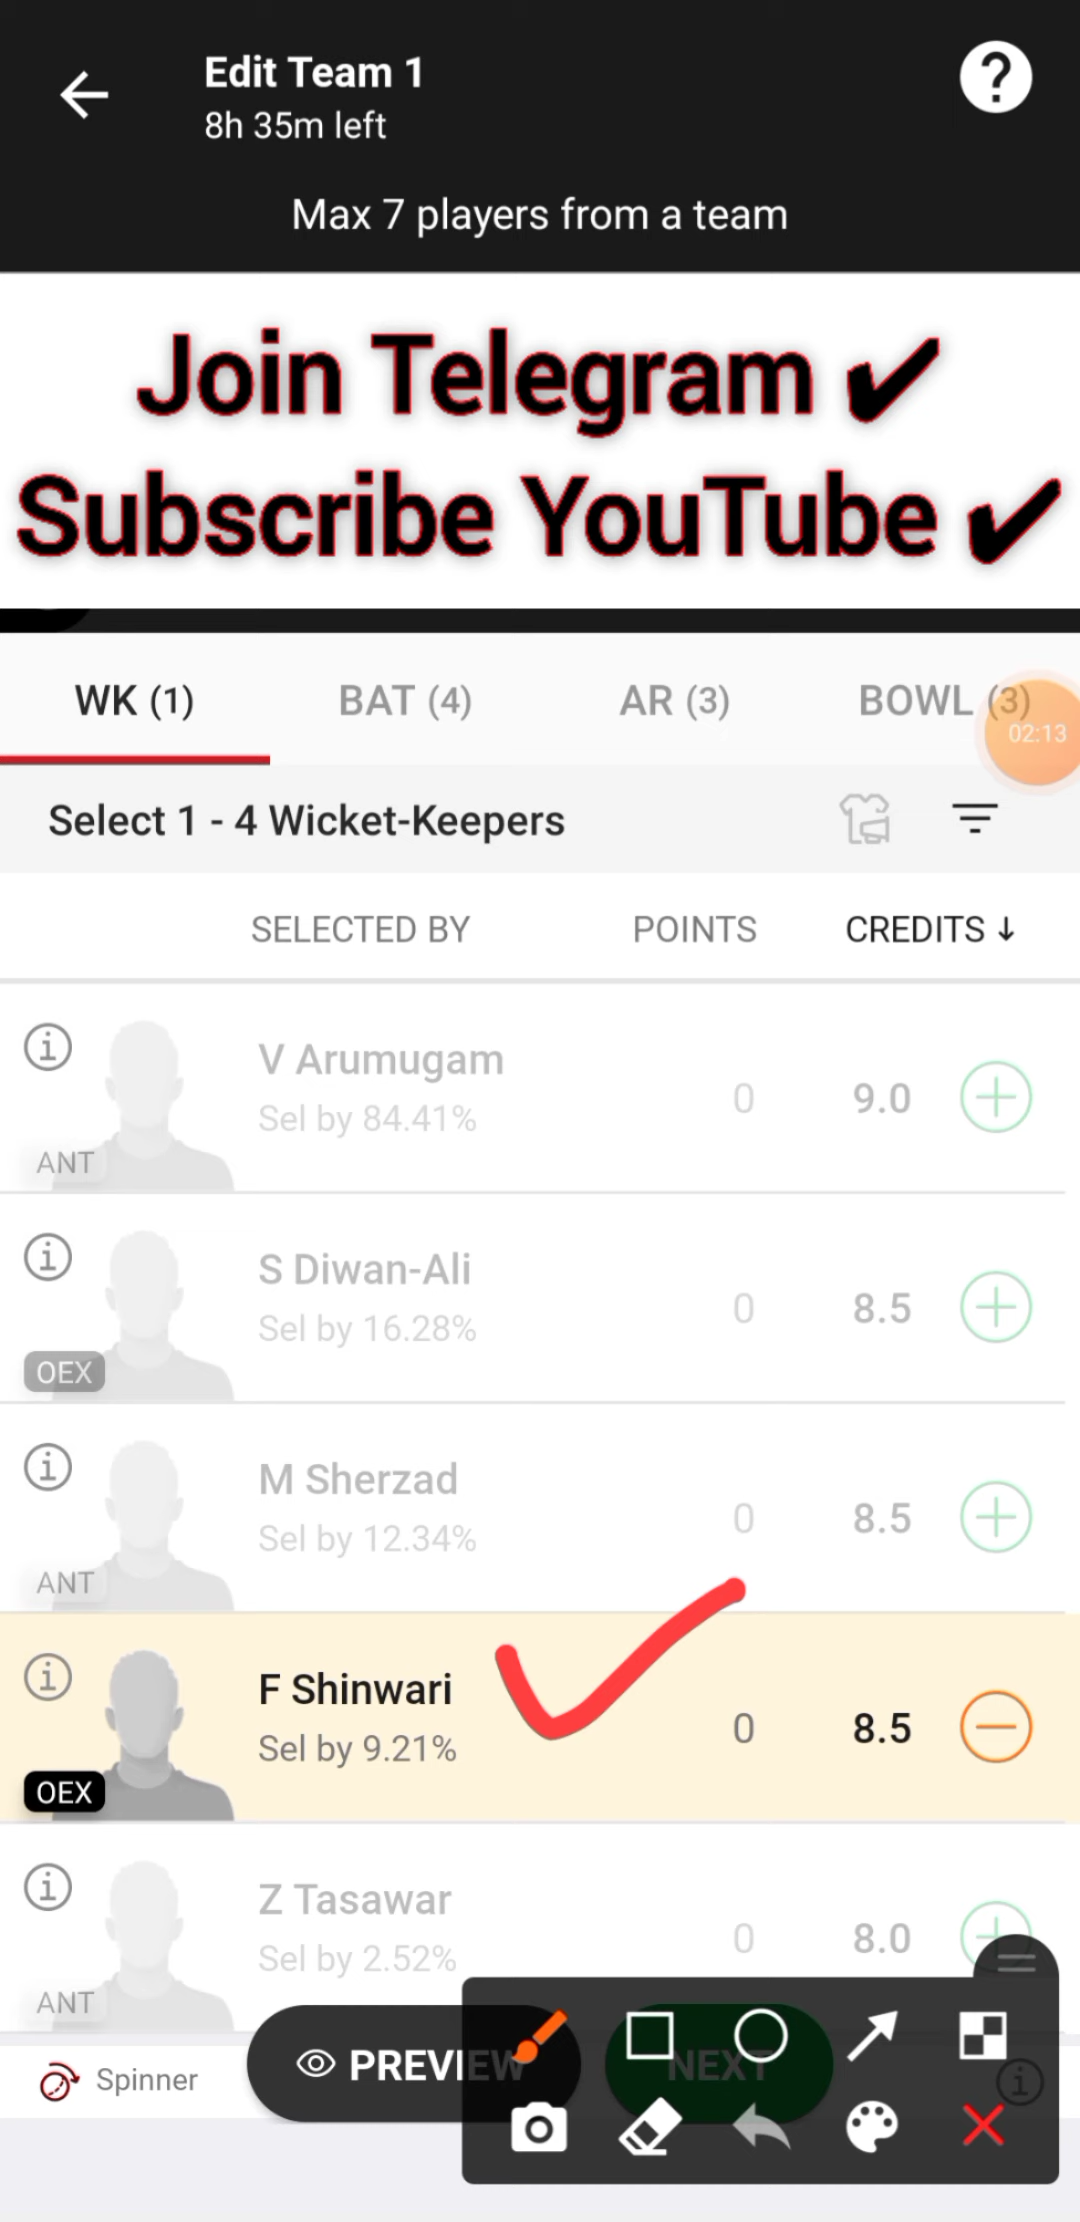 Edit Team 1
8h 35m left
Max 7 players from a team
Join Telegram ✔
Subscribe YouTube ✔
WK (1) BAT (4) AR (3) BOWL (3)
02:13
Select 1 - 4 Wicket-Keepers
SELECTED BY POINTS CREDITS ↓
V Arumugam
Sel by 84.41% 0 9.0
ANT
S Diwan-Ali
Sel by 16.28% 0 8.5
OEX
M Sherzad
Sel by 12.34% 0 8.5
ANT
F Shinwari
Sel by 9.21% 0 8.5
OEX
Z Tasawar
Sel by 2.52% 0 8.0
ANT
Spinner PREVIEW NEXT